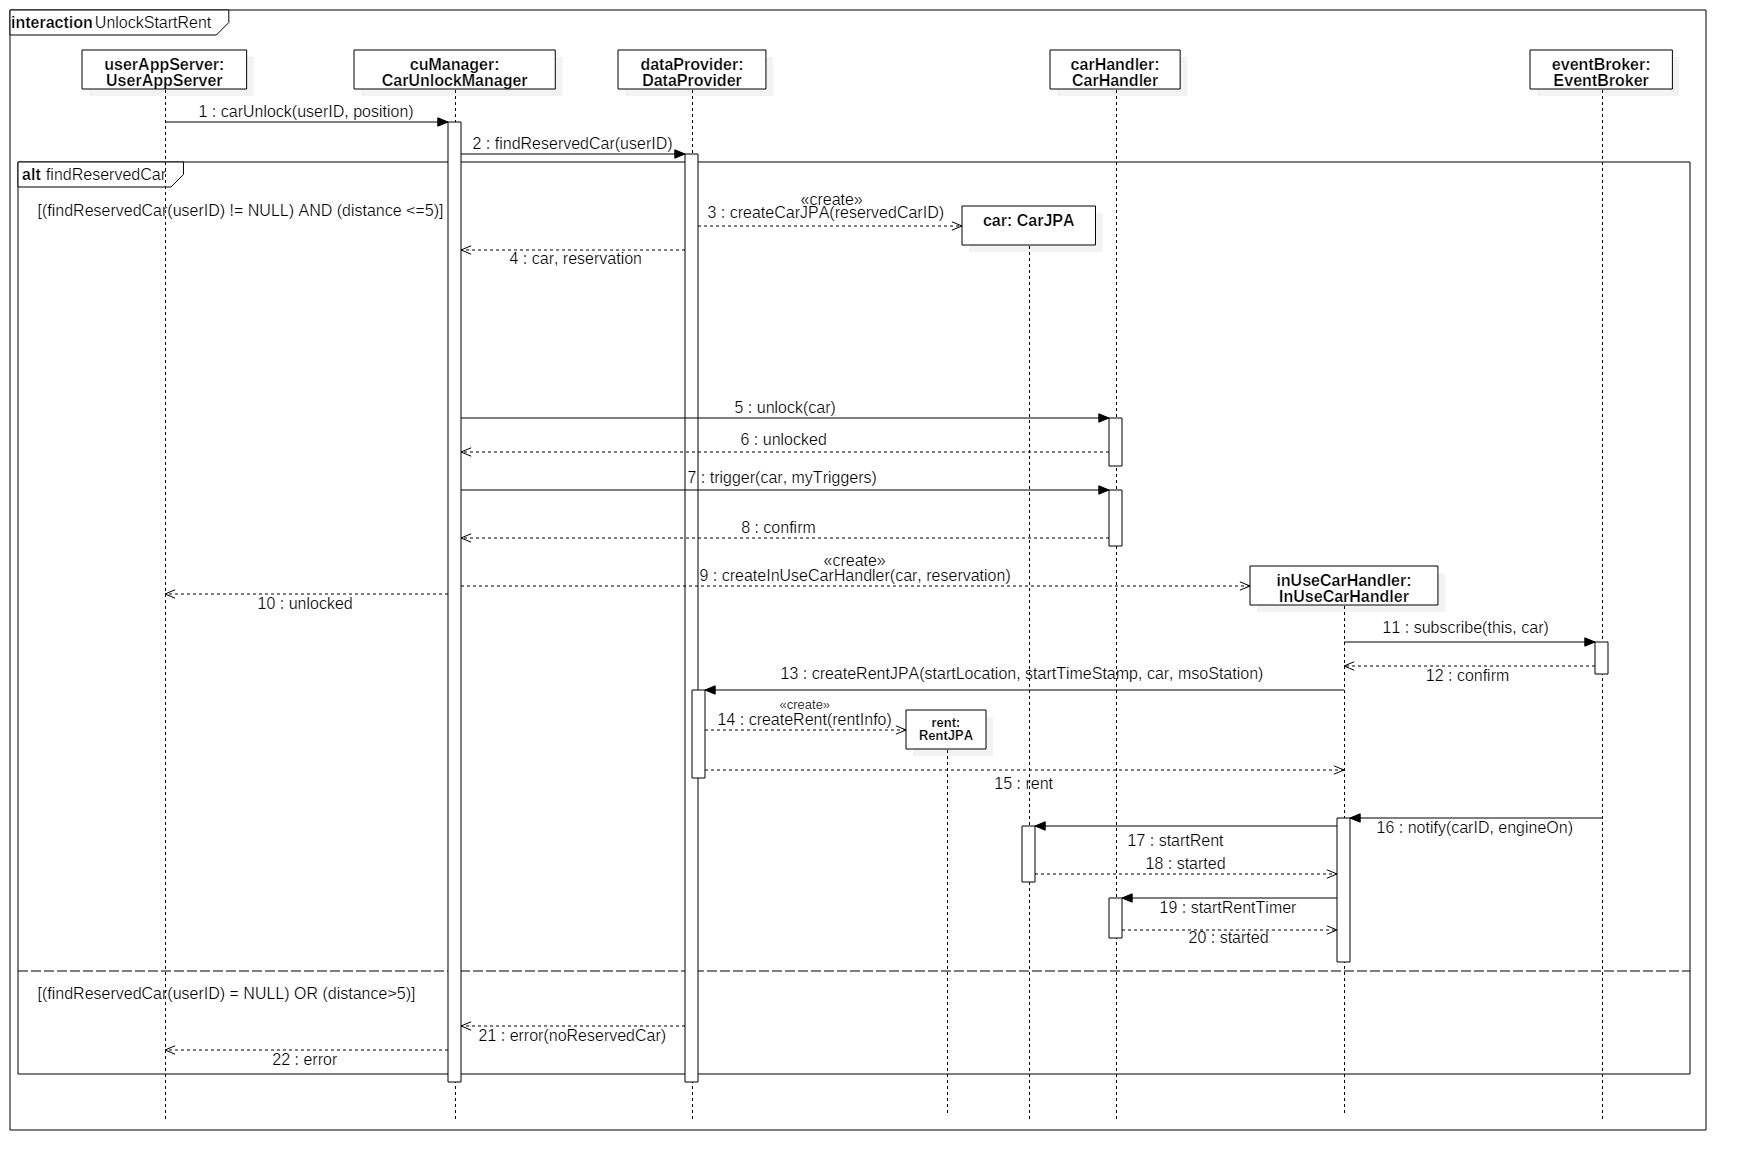 interaction UnlockStartRent
userAppServer:
UserAppServer
cuManager:
CarUnlockManager
dataProvider:
DataProvider
carHandler:
CarHandler
eventBroker:
EventBroker
1 : carUnlock(userID, position)
2 : findReservedCar(userID)
alt findReservedCar
[(findReservedCar(userID) != NULL) AND (distance <=5)]
«create»
3 : createCarJPA(reservedCarID)
car: CarJPA
4 : car, reservation
5 : unlock(car)
6 : unlocked
7 : trigger(car, myTriggers)
8 : confirm
«create»
9 : createInUseCarHandler(car, reservation)
inUseCarHandler:
InUseCarHandler
10 : unlocked
11 : subscribe(this, car)
12 : confirm
13 : createRentJPA(startLocation, startTimeStamp, car, msoStation)
«create»
14 : createRent(rentInfo)
rent:
RentJPA
15 : rent
16 : notify(carID, engineOn)
17 : startRent
18 : started
19 : startRentTimer
20 : started
[(findReservedCar(userID) = NULL) OR (distance>5)]
21 : error(noReservedCar)
22 : error